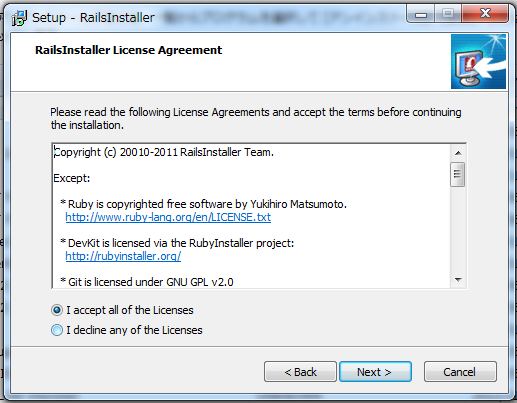 Setup - RailsInstaller
RailsInstaller License Agreement
Please read the following License Agreements and accept the terms before continuing
the installation.
Copyright (c) 20010-2011 RailsInstaller Team.
Except:
* Ruby is copyrighted free software by Yukihiro Matsumoto.
http://www.ruby-lang.org/en/LICENSE.txt
* DevKit is licensed via the RubyInstaller project:
http://rubyinstaller.org/
* Git is licensed under GNU GPL v2.0
I accept all of the Licenses
I decline any of the Licenses
< Back
Next >
Cancel